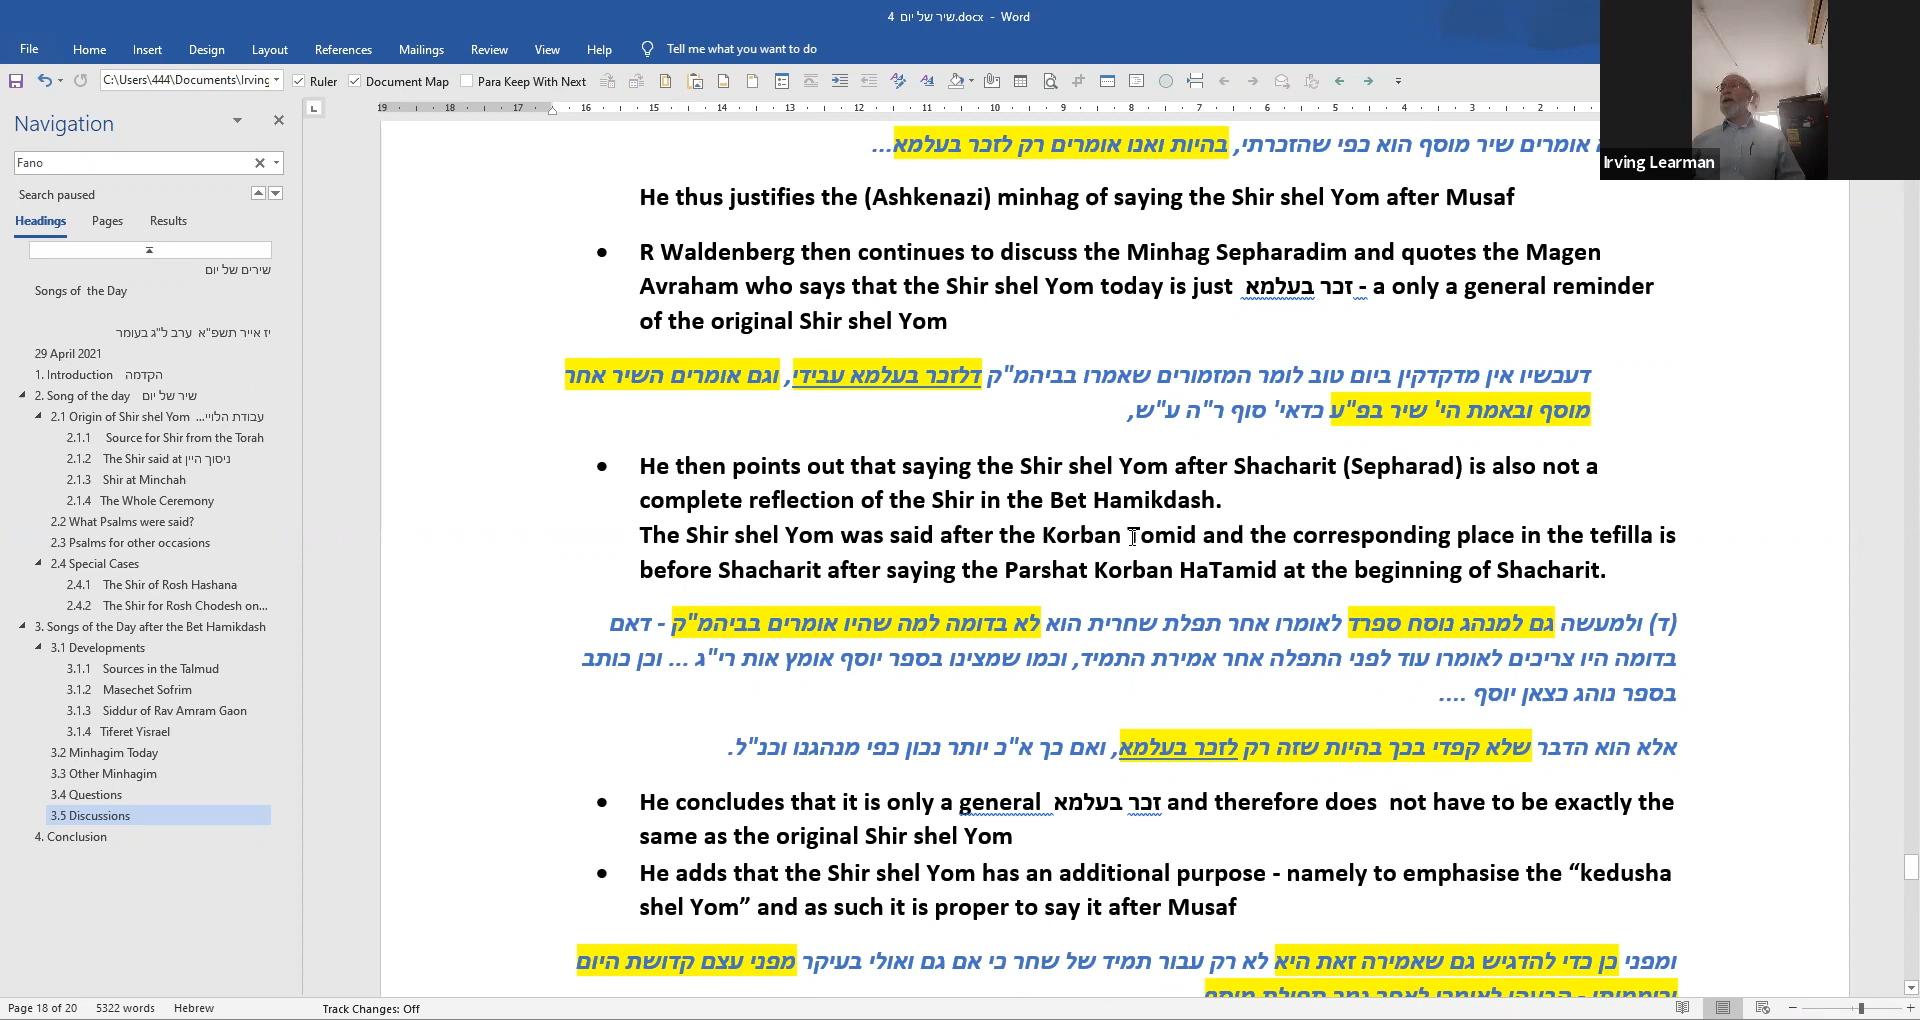 שיר של יום 4.docx - Word
File Home Insert Design Layout References Mailings Review View Help Tell me what you want to do
C:\Users\444\Documents\Irving Ruler Document Map Para Keep With Next
Irving Learman
19 18 17 16 15 14 13 12 11 10 9 8 7 6 5 4 3 2
Navigation
Fano
Search paused
Headings Pages Results
שירים של יום
Songs of the Day
יז אייר תשפ"א ערב ל"ג בעומר
29 April 2021
1. Introduction הקדמה
2. Song of the day שיר של יום
2.1 Origin of Shir shel Yom עבודת הלויי...
2.1.1 Source for Shir from the Torah
2.1.2 The Shir said at ניסוך היין
2.1.3 Shir at Minchah
2.1.4 The Whole Ceremony
2.2 What Psalms were said?
2.3 Psalms for other occasions
2.4 Special Cases
2.4.1 The Shir of Rosh Hashana
2.4.2 The Shir for Rosh Chodesh on...
3. Songs of the Day after the Bet Hamikdash
3.1 Developments
3.1.1 Sources in the Talmud
3.1.2 Masechet Sofrim
3.1.3 Siddur of Rav Amram Gaon
3.1.4 Tiferet Yisrael
3.2 Minhagim Today
3.3 Other Minhagim
3.4 Questions
3.5 Discussions
4. Conclusion
אומרים שיר מוסף הוא כפי שהזכרתי, בהיות ואנו אומרים רק לזכר בעלמא...
He thus justifies the (Ashkenazi) minhag of saying the Shir shel Yom after Musaf
• R Waldenberg then continues to discuss the Minhag Sepharadim and quotes the Magen
Avraham who says that the Shir shel Yom today is just זכר בעלמא - a only a general reminder
of the original Shir shel Yom
דעכשיו אין מדקדקין ביום טוב לומר המזמורים שאמרו בביהמ"ק דלזכר בעלמא עבידי, וגם אומרים השיר אחר
מוסף ובאמת הי' שיר בפ"ע כדאי' סוף ר"ה ע"ש,
• He then points out that saying the Shir shel Yom after Shacharit (Sepharad) is also not a
complete reflection of the Shir in the Bet Hamikdash.
The Shir shel Yom was said after the Korban Tomid and the corresponding place in the tefilla is
before Shacharit after saying the Parshat Korban HaTamid at the beginning of Shacharit.
(ד) ולמעשה גם למנהג נוסח ספרד לאומרו אחר תפלת שחרית הוא לא בדומה למה שהיו אומרים בביהמ"ק - דאם
בדומה היו צריכים לאומרו עוד לפני התפלה אחר אמירת התמיד, וכמו שמצינו בספר יוסף אומץ אות רי"ג ... וכן כותב
בספר נוהג כצאן יוסף ....
אלא הוא הדבר שלא קפדי בכך בהיות שזה רק לזכר בעלמא, ואם כך א"כ יותר נכון כפי מנהגנו וכנ"ל.
• He concludes that it is only a general זכר בעלמא and therefore does not have to be exactly the
same as the original Shir shel Yom
• He adds that the Shir shel Yom has an additional purpose - namely to emphasise the “kedusha
shel Yom” and as such it is proper to say it after Musaf
ומפני כן כדי להדגיש גם שאמירה זאת היא לא רק עבור תמיד של שחר כי אם גם ואולי בעיקר מפני עצם קדושת היום
Page 18 of 20 5322 words Hebrew Track Changes: Off